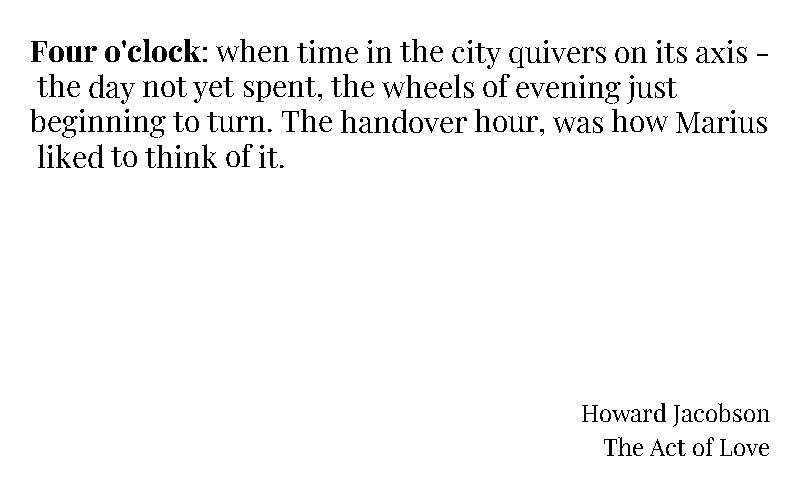 Four o'clock: when time in the city quivers on its axis -
the day not yet spent, the wheels of evening just
beginning to turn. The handover hour, was how Marius
liked to think of it.
Howard Jacobson
The Act of Love